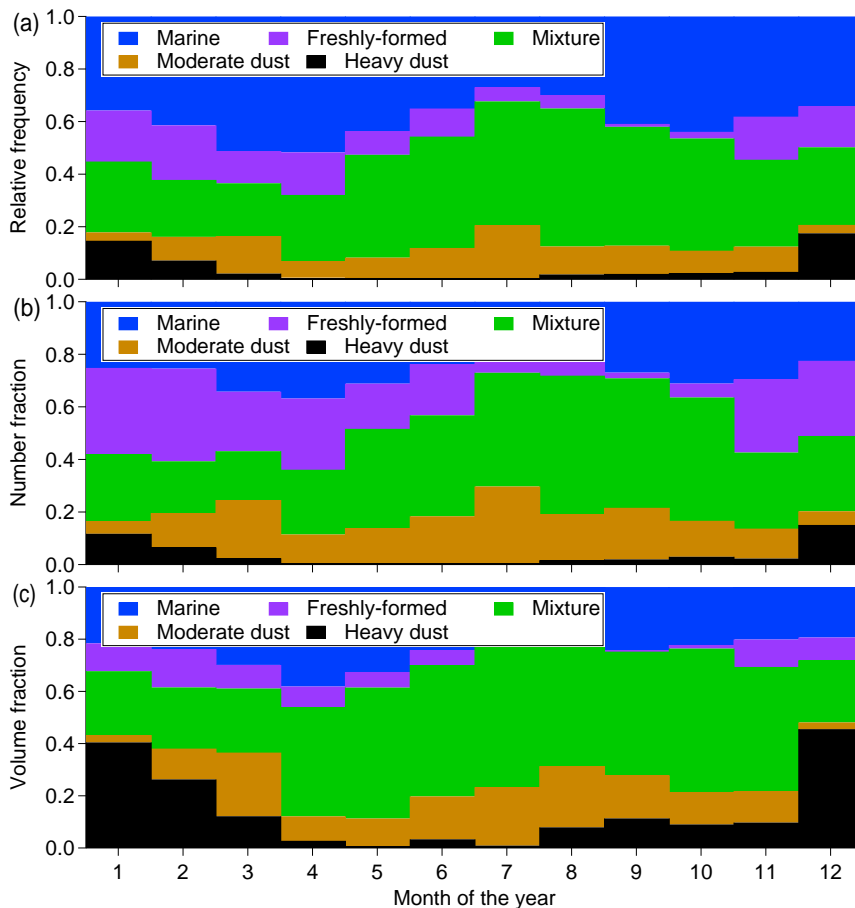 (a)
1.0
0.8
0.6
0.4
0.2
0.0
Relative frequency
Marine Freshly-formed Mixture
Moderate dust Heavy dust
(b)
1.0
0.8
0.6
0.4
0.2
0.0
Number fraction
Marine Freshly-formed Mixture
Moderate dust Heavy dust
(c)
1.0
0.8
0.6
0.4
0.2
0.0
Volume fraction
Marine Freshly-formed Mixture
Moderate dust Heavy dust
1 2 3 4 5 6 7 8 9 10 11 12
Month of the year